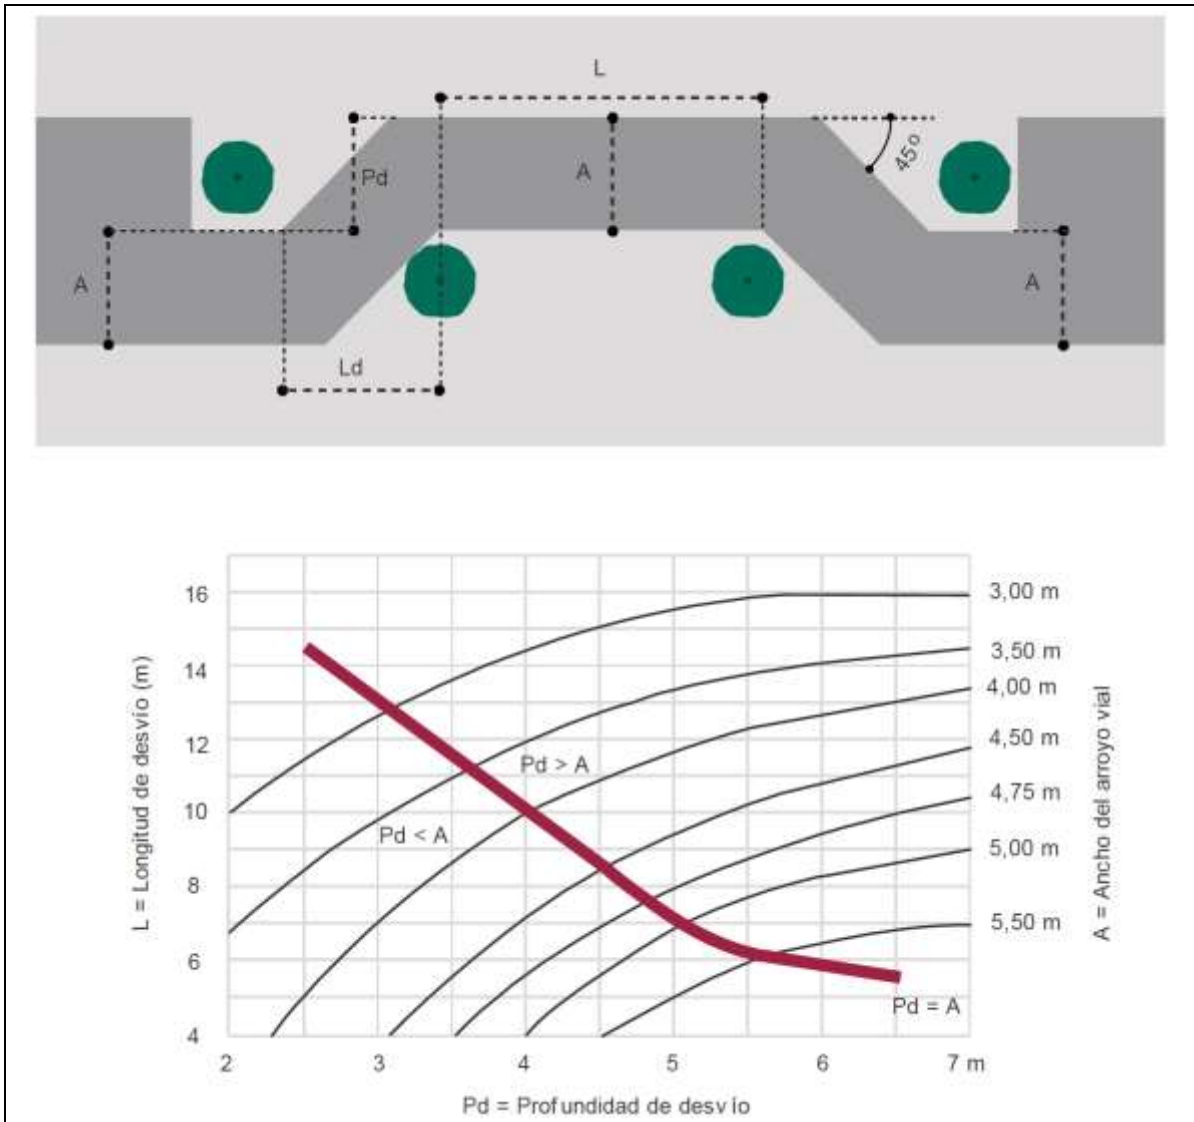 L
Pd
A
45º
A
A
Ld
16
14
12
10
8
6
4
2
3
4
5
6
7 m
L = Longitud de desvío (m)
Pd > A
Pd < A
Pd = A
3,00 m
3,50 m
4,00 m
4,50 m
4,75 m
5,00 m
5,50 m
A = Ancho del arroyo vial
Pd = Profundidad de desvío